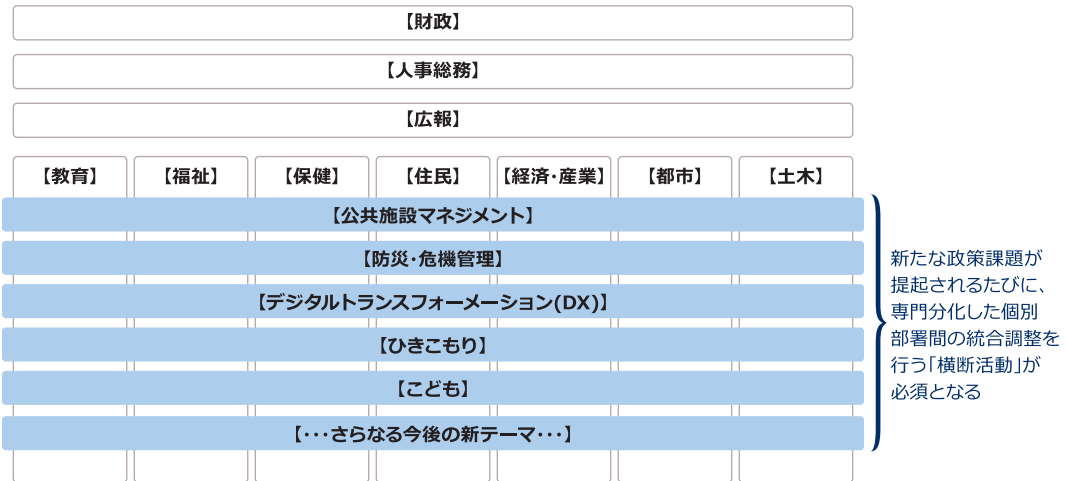 【財政】
【人事総務】
【広報】
【教育】 【福祉】 【保健】 【住民】 【経済・産業】 【都市】 【土木】
【公共施設マネジメント】
【防災・危機管理】
【デジタルトランスフォーメーション(DX)】
【ひきこもり】
【こども】
【・・・さらなる今後の新テーマ・・・】
新たな政策課題が
提起されるたびに、
専門分化した個別
部署間の統合調整を
行う「横断活動」が
必須となる